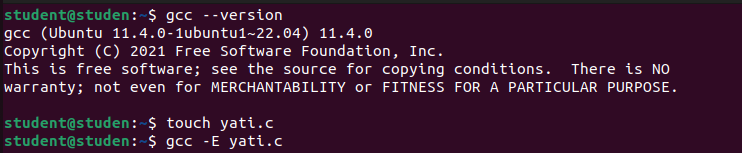 student@studen:~$ gcc --version
gcc (Ubuntu 11.4.0-1ubuntu1~22.04) 11.4.0
Copyright (C) 2021 Free Software Foundation, Inc.
This is free software; see the source for copying conditions.  There is NO
warranty; not even for MERCHANTABILITY or FITNESS FOR A PARTICULAR PURPOSE.
student@studen:~$ touch yati.c
student@studen:~$ gcc -E yati.c